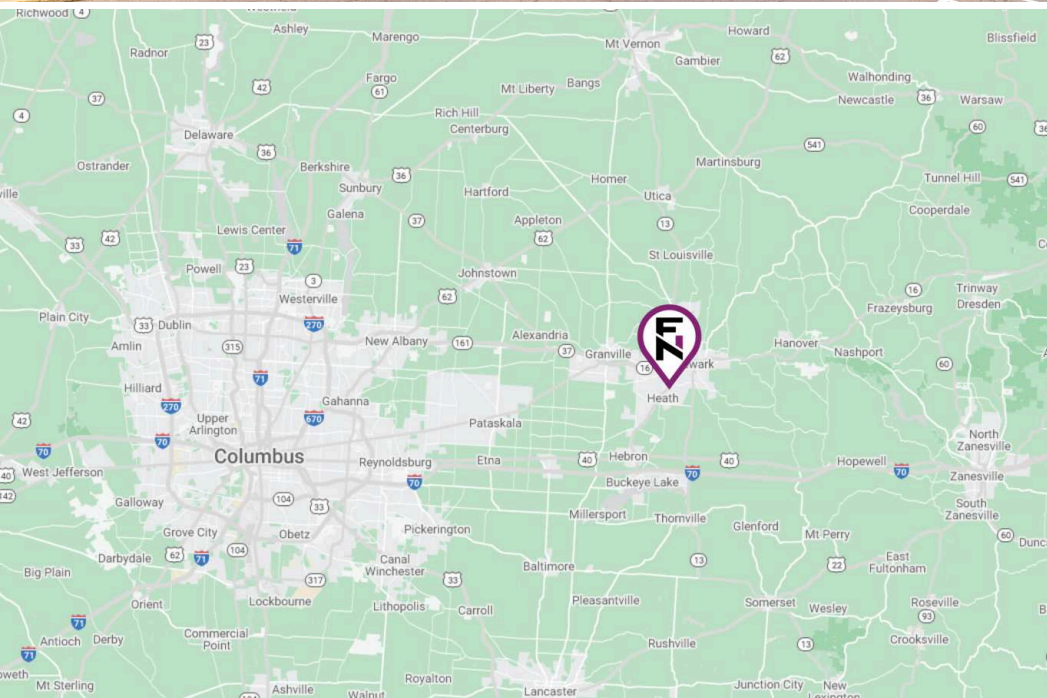 Richwood 4
Ashley
Marengo
Howard
Blissfield
Radnor
23
Mt Vernon
Gambier
62
42
Fargo
61
Mt Liberty
Bangs
Walhonding
37
Newcastle
36
Warsaw
4
Rich Hill
Centerburg
60
36
Delaware
36
541
Ostrander
Berkshire
36
Martinsburg
Sunbury
Hartford
Homer
Utica
Tunnel Hill
541
Galena
37
Appleton
62
13
Cooperdale
Lewis Center
71
33
42
St Louisville
Powell
23
3
Johnstown
Westerville
62
16
Trinway
Dresden
Frazeysburg
Plain City
33
Dublin
270
FN
Amlin
315
New Albany
161
Alexandria
37
Granville
16
wark
Hanover
Nashport
60
71
Hilliard
270
Gahanna
Heath
42
Upper
Arlington
670
Pataskala
70
70
North
Zanesville
Columbus
Reynoldsburg
Etna
40
Hebron
40
Hopewell
70
40
West Jefferson
70
Buckeye Lake
70
Zanesville
142
Galloway
104
33
Millersport
Thornville
South
Zanesville
Glenford
Grove City
Obetz
Pickerington
Mt Perry
60
Darbydale
62
71
104
Canal
Winchester
Baltimore
13
22
East
Fultonham
Big Plain
317
33
Orient
Lockbourne
Lithopolis
Carroll
Pleasantville
Somerset
Wesley
Roseville
93
71
Antioch
Derby
Commercial
Point
Rushville
13
Crooksville
71
Mt Sterling
Royalton
Junction City
New
Lexington
Ashville
Walnut
Lancaster